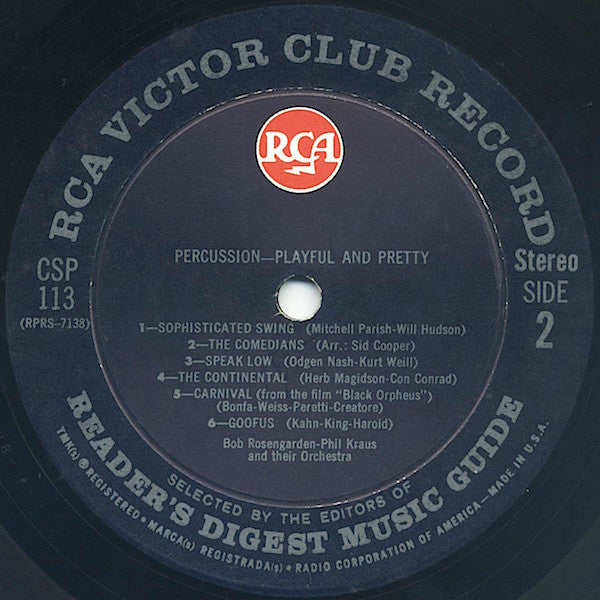 RCA VICTOR CLUB RECORD
RCA
PERCUSSION—PLAYFUL AND PRETTY
CSP
113
(RPRS-7138)
Stereo
SIDE
2
1—SOPHISTICATED SWING (Mitchell Parish-Will Hudson)
2—THE COMEDIANS (Arr.: Sid Cooper)
3—SPEAK LOW (Odgen Nash-Kurt Weill)
4—THE CONTINENTAL (Herb Magidson-Con Conrad)
5—CARNIVAL (from the film "Black Orpheus")
(Bonfa-Weiss-Peretti-Creatore)
6—GOOFUS (Kahn-King-Harold)
Bob Rosengarden-Phil Kraus
and their Orchestra
SELECTED BY THE EDITORS OF
READER'S DIGEST MUSIC GUIDE
TMK(s) ® REGISTERED • MARCA(s) REGISTRADA(s) • RADIO CORPORATION OF AMERICA—MADE IN U.S.A.